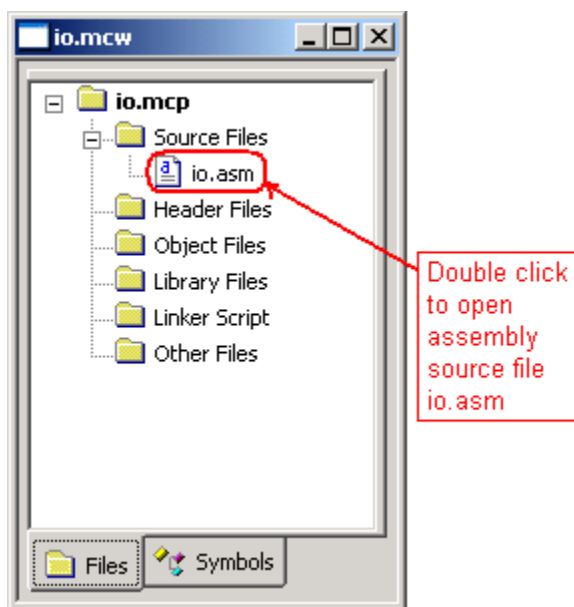 io.mcw
io.mcp
Source Files
io.asm
Header Files
Object Files
Library Files
Linker Script
Other Files
Double click
to open
assembly
source file
io.asm
Files
Symbols